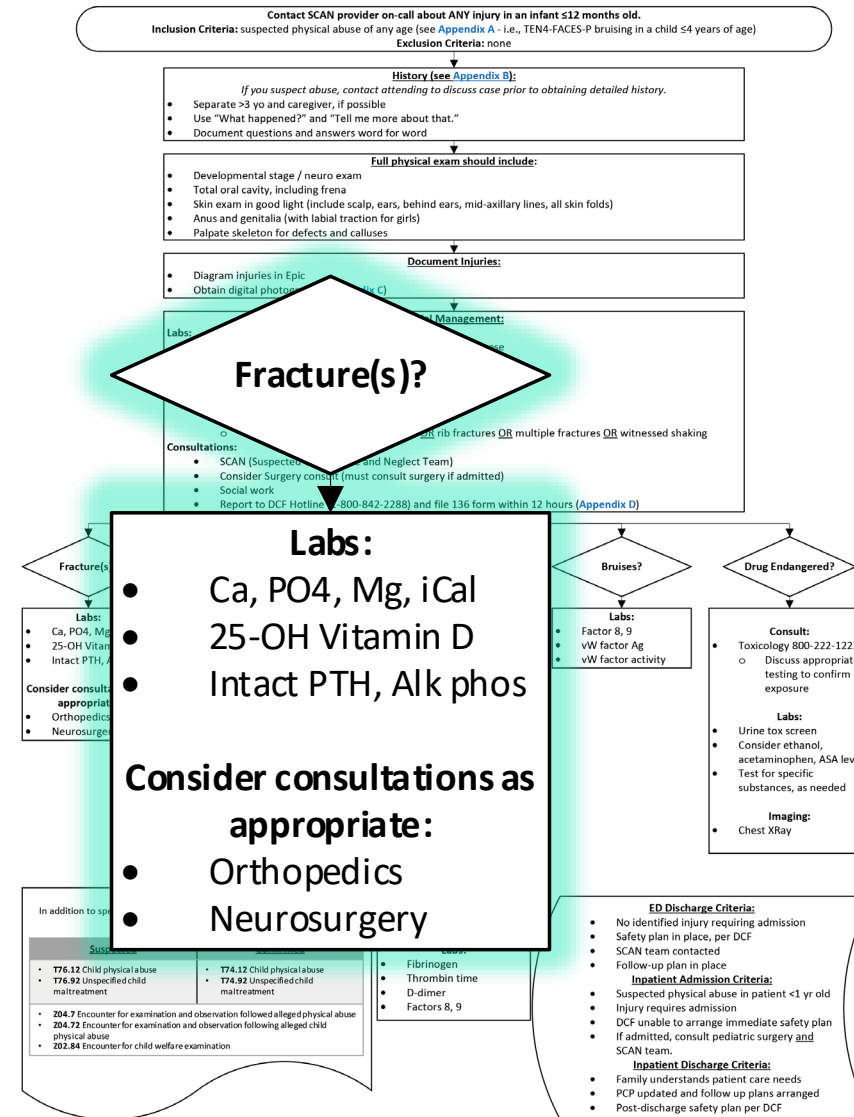 Contact SCAN provider on-call about ANY injury in an infant ≤12 months old.
Inclusion Criteria: suspected physical abuse of any age (see Appendix A - i.e., TEN4-FACES-P bruising in a child ≤4 years of age)
Exclusion Criteria: none
History (see Appendix B):
If you suspect abuse, contact attending to discuss case prior to obtaining detailed history.
• Separate >3 yo and caregiver, if possible
• Use "What happened?" and "Tell me more about that."
• Document questions and answers word for word
Full physical exam should include:
• Developmental stage / neuro exam
• Total oral cavity, including frena
• Skin exam in good light (include scalp, ears, behind ears, mid-axillary lines, all skin folds)
• Anus and genitalia (with labial traction for girls)
• Palpate skeleton for defects and calluses
Document Injuries:
• Diagram injuries in Epic
• Obtain digital C)
Management:
Labs:
Fracture(s)?
o OR rib fractures OR multiple fractures OR witnessed shaking
Consultations:
• SCAN (Suspected and Neglect Team)
• Consider Surgery consult (must consult surgery if admitted)
• Social work
• Report to DCF Hotline 800-842-2288) and file 136 form within 12 hours (Appendix D)
Labs:
• Ca, PO4, Mg, iCal
• 25-OH Vitamin D
• Intact PTH, Alk phos
Consider consultations as
appropriate:
• Orthopedics
• Neurosurgery
Labs:
• Ca, PO4,
• 25-OH
• Intact PTH,
Consider
• Orthopedics
Bruises?
Labs:
• Factor 8, 9
• vW factor Ag
• vW factor activity
Drug Endangered?
Consult:
• Toxicology
o Discuss
testing to confirm
exposure
Labs:
• Urine tox screen
• Consider ethanol,
acetaminophen, ASA
• Test for specific
substances, as needed
Imaging:
• Chest XRay
In addition to
• T76.12 Child physical abuse
• T76.92 Unspecified child
maltreatment
• T74.12 Child physical abuse
• T74.92 Unspecified child
maltreatment
• Z04.7 Encounter for examination and observation followed alleged physical abuse
• Z04.72 Encounter for examination and observation following alleged child
physical abuse
• Z02.84 Encounter for child welfare examination
• Fibrinogen
• Thrombin time
• D-dimer
• Factors 8, 9
ED Discharge Criteria:
• No identified injury requiring admission
• Safety plan in place, per DCF
• SCAN team contacted
• Follow-up plan in place
Inpatient Admission Criteria:
• Suspected physical abuse in patient <1 yr old
• Injury requires admission
• DCF unable to arrange immediate safety plan
• If admitted, consult pediatric surgery and
SCAN team.
Inpatient Discharge Criteria:
• Family understands patient care needs
• PCP updated and follow up plans arranged
• Post-discharge safety plan per DCF